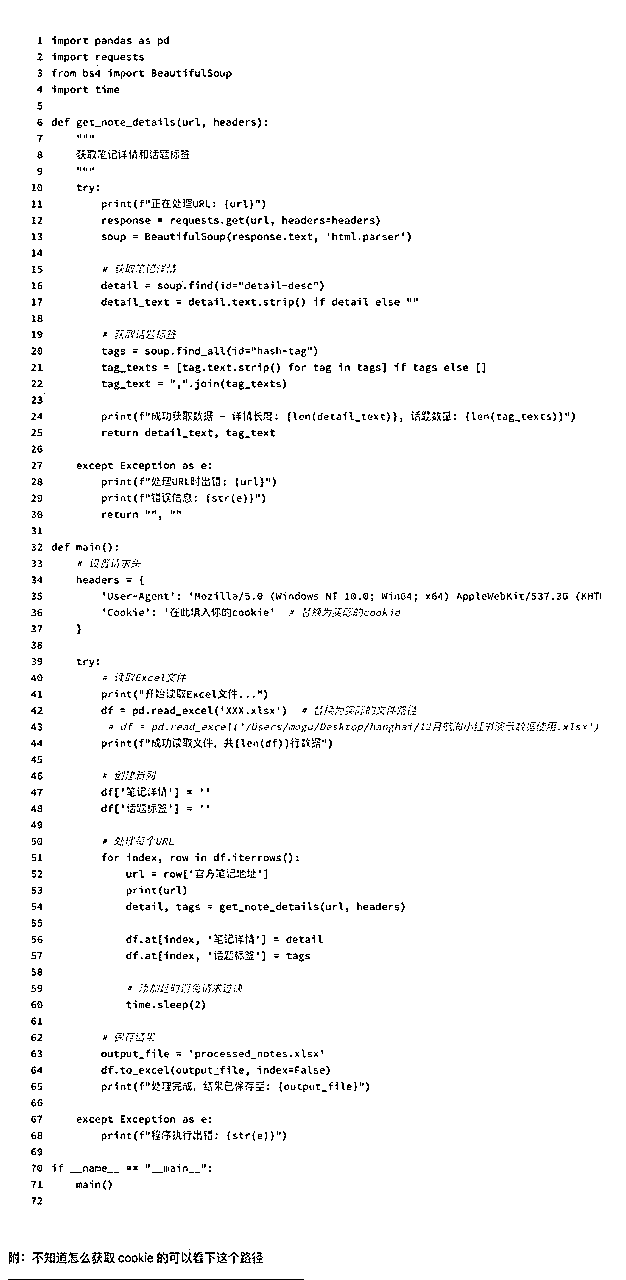 1 import pandas as pd
2 import requests
3 from bs4 import BeautifulSoup
4 import time
5
6 def get_note_details(url, headers):
7 """
8 获取笔记详情和话题标签
9 """
10 try:
11 print(f"正在处理URL: {url}")
12 response = requests.get(url, headers=headers)
13 soup = BeautifulSoup(response.text, 'html.parser')
14
15 # 获取笔记详情
16 detail = soup.find(id="detail-desc")
17 detail_text = detail.text.strip() if detail else ""
18
19 # 获取话题标签
20 tags = soup.find_all(id="hash-tag")
21 tag_texts = [tag.text.strip() for tag in tags] if tags else []
22 tag_text = ",".join(tag_texts)
23
24 print(f"成功获取数据 - 详情长度: {len(detail_text)}, 话题数量: {len(tag_texts)}")
25 return detail_text, tag_text
26
27 except Exception as e:
28 print(f"处理URL时出错: {url}")
29 print(f"错误信息: {str(e)}")
30 return "", ""
31
32 def main():
33 # 设置请求头
34 headers = {
35 'User-Agent': 'Mozilla/5.0 (Windows NT 10.0; Win64; x64) AppleWebKit/537.36 (KHTM
36 'Cookie': '在此填入你的cookie' # 替换为实际的cookie
37 }
38
39 try:
40 # 读取Excel文件
41 print("开始读取Excel文件...")
42 df = pd.read_excel('XXX.xlsx') # 替换为实际的文件路径
43 # df = pd.read_excel('/Users/mogu/Desktop/hanghai/12月航海小红书演示数据使用.xlsx')
44 print(f"成功读取文件，共{len(df)}行数据")
45
46 # 创建新列
47 df['笔记详情'] = ''
48 df['话题标签'] = ''
49
50 # 处理每个URL
51 for index, row in df.iterrows():
52 url = row['官方笔记地址']
53 print(url)
54 detail, tags = get_note_details(url, headers)
55
56 df.at[index, '笔记详情'] = detail
57 df.at[index, '话题标签'] = tags
58
59 # 添加延时避免请求过快
60 time.sleep(2)
61
62 # 保存结果
63 output_file = 'processed_notes.xlsx'
64 df.to_excel(output_file, index=False)
65 print(f"处理完成，结果已保存至: {output_file}")
66
67 except Exception as e:
68 print(f"程序执行出错: {str(e)}")
69
70 if __name__ == "__main__":
71 main()
72
附：不知道怎么获取 cookie 的可以看下这个路径